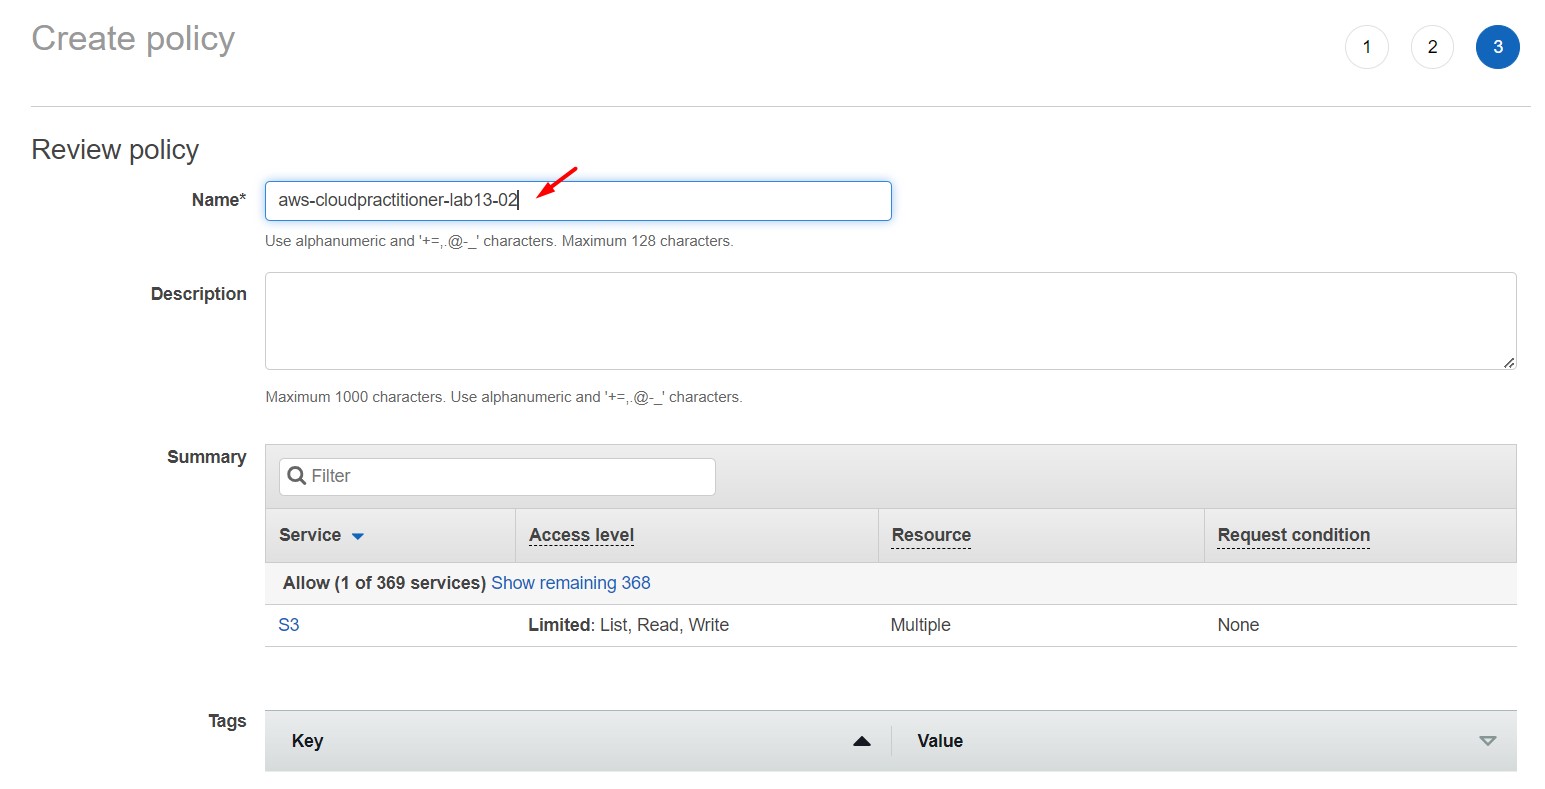 Create policy
1 2 3
Review policy
Name* aws-cloudpractitioner-lab13-02
Use alphanumeric and '+=,.@-_' characters. Maximum 128 characters.
Description
Maximum 1000 characters. Use alphanumeric and '+=,.@-_' characters.
Summary Filter
Service Access level Resource Request condition
Allow (1 of 369 services) Show remaining 368
S3 Limited: List, Read, Write Multiple None
Tags
Key Value